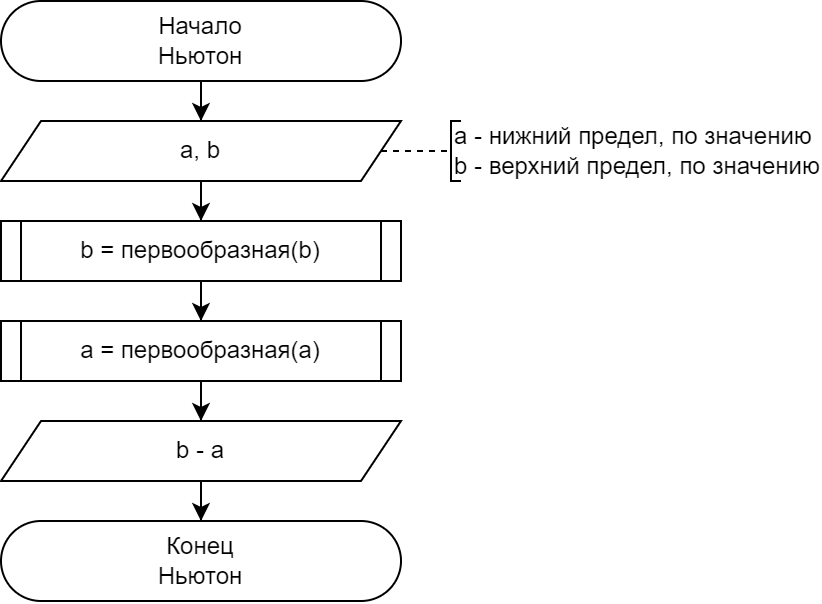 Начало
Ньютон
a, b
a - нижний предел, по значению
b - верхний предел, по значению
b = первообразная(b)
a = первообразная(a)
b - a
Конец
Ньютон